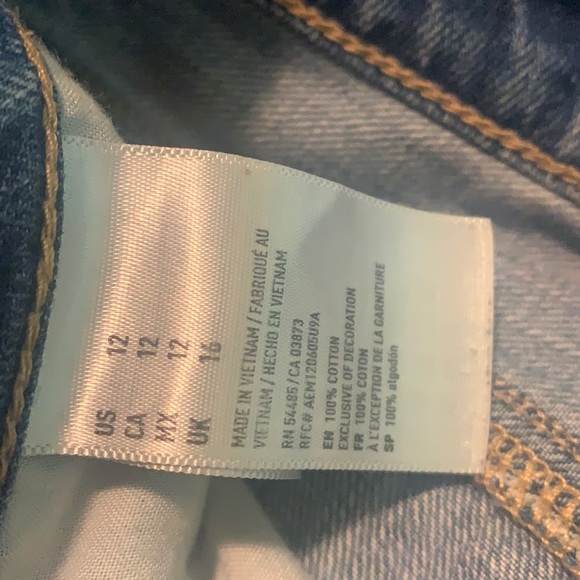 US 12
CA 12
MX 12
UK 16
MADE IN VIETNAM / FABRIQUÉ AU
VIETNAM / HECHO EN VIETNAM
RN 54485 / CA 03873
RFC# AEM120605U9A
EN 100% COTTON
EXCLUSIVE OF DECORATION
FR 100% COTON
À L'EXCEPTION DE LA GARNITURE
SP 100% algodón